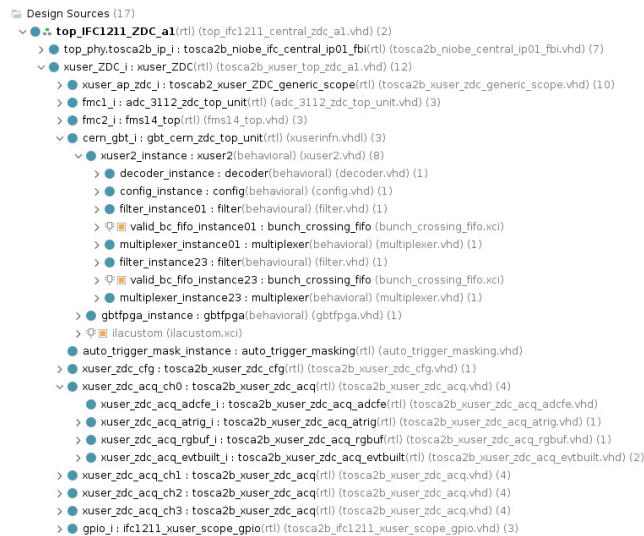 Design Sources (17)
top_IFC1211_ZDC_a1(rtl) (top_ifc1211_central_zdc_a1.vhd) (2)
top_phy.tosca2b_ip_i : tosca2b_niobe_ifc_central_ip01_fbi(rtl) (tosca2b_niobe_central_ip01_fbi.vhd) (7)
xuser_ZDC_i : xuser_ZDC(rtl) (tosca2b_xuser_top_zdc_a1.vhd) (12)
xuser_ap_zdc_i : toscab2_xuser_ZDC_generic_scope(rtl) (tosca2b_xuser_zdc_generic_scope.vhd) (10)
fmc1_i : adc_3112_zdc_top_unit(rtl) (adc_3112_zdc_top_unit.vhd) (3)
fmc2_i : fms14_top(rtl) (fms14_top.vhd) (3)
cern_gbt_i : gbt_cern_zdc_top_unit(rtl) (xuserinfn.vhdl) (3)
xuser2_instance : xuser2(behavioral) (xuser2.vhd) (8)
decoder_instance : decoder(behavioral) (decoder.vhd) (1)
config_instance : config(behavioral) (config.vhd) (1)
filter_instance01 : filter(behavioural) (filter.vhd) (1)
valid_bc_fifo_instance01 : bunch_crossing_fifo (bunch_crossing_fifo.xci)
multiplexer_instance01 : multiplexer(behavioral) (multiplexer.vhd) (1)
filter_instance23 : filter(behavioural) (filter.vhd) (1)
valid_bc_fifo_instance23 : bunch_crossing_fifo (bunch_crossing_fifo.xci)
multiplexer_instance23 : multiplexer(behavioral) (multiplexer.vhd) (1)
gbtfpga_instance : gbtfpga(behavioral) (gbtfpga.vhd) (1)
ilacustom (ilacustom.xci)
auto_trigger_mask_instance : auto_trigger_masking(rtl) (auto_trigger_masking.vhd)
xuser_zdc_cfg : tosca2b_xuser_zdc_cfg(rtl) (tosca2b_xuser_zdc_cfg.vhd) (1)
xuser_zdc_acq_ch0 : tosca2b_xuser_zdc_acq(rtl) (tosca2b_xuser_zdc_acq.vhd) (4)
xuser_zdc_acq_adcfe_i : tosca2b_xuser_zdc_acq_adcfe(rtl) (tosca2b_xuser_zdc_acq_adcfe.vhd)
xuser_zdc_acq_atrig_i : tosca2b_xuser_zdc_acq_atrig(rtl) (tosca2b_xuser_zdc_acq_atrig.vhd) (1)
xuser_zdc_acq_rgbuf_i : tosca2b_xuser_zdc_acq_rgbuf(rtl) (tosca2b_xuser_zdc_acq_rgbuf.vhd) (1)
xuser_zdc_acq_evtbuilt_i : tosca2b_xuser_zdc_acq_evtbuilt(rtl) (tosca2b_xuser_zdc_acq_evtbuilt.vhd) (2)
xuser_zdc_acq_ch1 : tosca2b_xuser_zdc_acq(rtl) (tosca2b_xuser_zdc_acq.vhd) (4)
xuser_zdc_acq_ch2 : tosca2b_xuser_zdc_acq(rtl) (tosca2b_xuser_zdc_acq.vhd) (4)
xuser_zdc_acq_ch3 : tosca2b_xuser_zdc_acq(rtl) (tosca2b_xuser_zdc_acq.vhd) (4)
gpio_i : ifc1211_xuser_scope_gpio(rtl) (tosca2b_ifc1211_xuser_scope_gpio.vhd) (3)